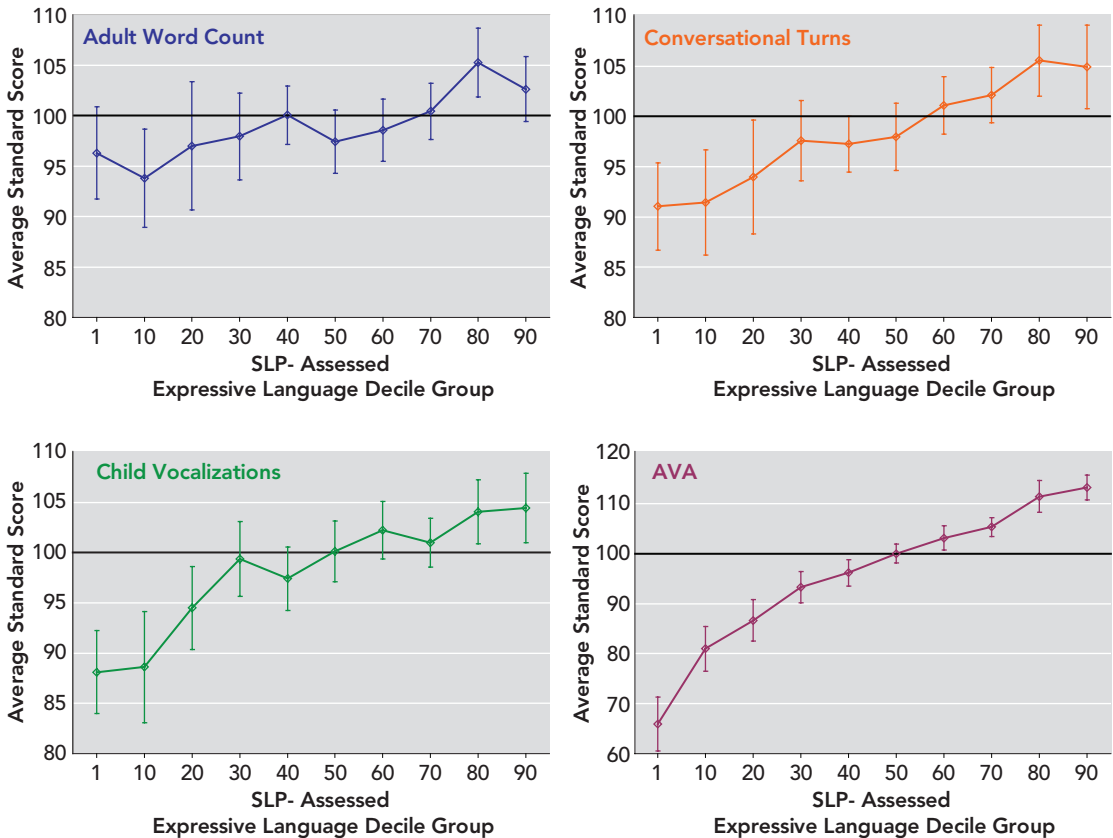 Adult Word Count
Average Standard Score
110
105
100
95
90
85
80
1 10 20 30 40 50 60 70 80 90
SLP- Assessed
Expressive Language Decile Group
Conversational Turns
Average Standard Score
110
105
100
95
90
85
80
1 10 20 30 40 50 60 70 80 90
SLP- Assessed
Expressive Language Decile Group
Child Vocalizations
Average Standard Score
110
105
100
95
90
85
80
1 10 20 30 40 50 60 70 80 90
SLP- Assessed
Expressive Language Decile Group
AVA
Average Standard Score
120
110
100
90
80
70
60
1 10 20 30 40 50 60 70 80 90
SLP- Assessed
Expressive Language Decile Group